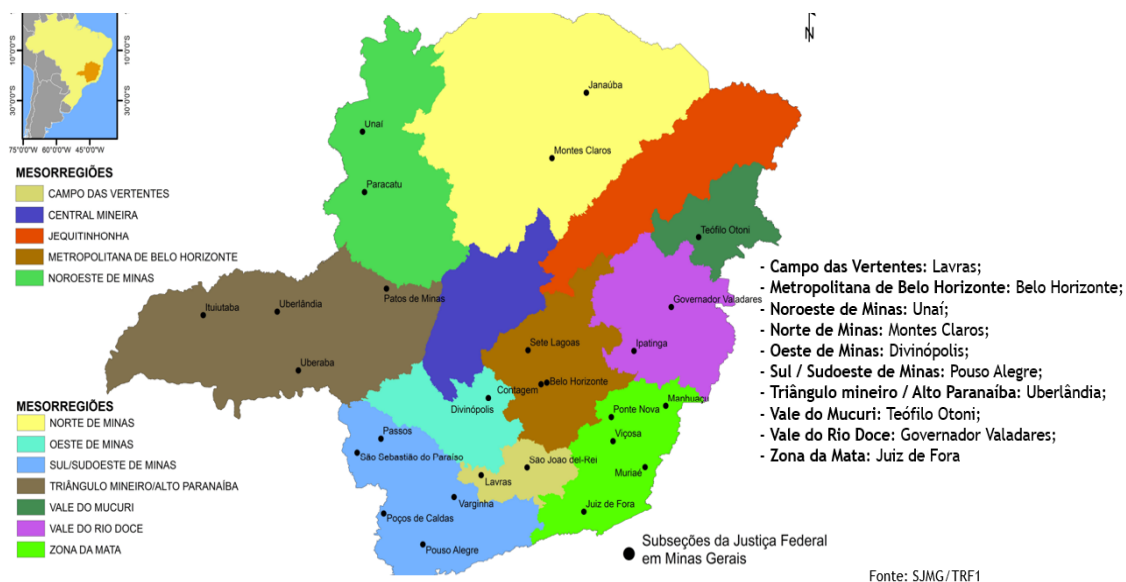 N
10°0'0"S
30°0'0"S
10°0'0"S
30°0'0"S
75°0'0"W 60°0'0"W 45°0'0"W
MESORREGIÕES
CAMPO DAS VERTENTES
CENTRAL MINEIRA
JEQUITINHONHA
METROPOLITANA DE BELO HORIZONTE
NOROESTE DE MINAS
MESORREGIÕES
NORTE DE MINAS
OESTE DE MINAS
SUL/SUDOESTE DE MINAS
TRIÂNGULO MINEIRO/ALTO PARANAÍBA
VALE DO MUCURI
VALE DO RIO DOCE
ZONA DA MATA
Janaúba
Unaí
Montes Claros
Paracatu
Teófilo Otoni
Patos de Minas
Ituiutaba
Uberlândia
Governador Valadares
Sete Lagoas
Ipatinga
Uberaba
Belo Horizonte
Contagem
Divinópolis
Manhuaçu
Ponte Nova
Passos
Viçosa
São Sebastião do Paraíso
São Joao del-Rei
Muriaé
Lavras
Varginha
Juiz de Fora
Poços de Caldas
Pouso Alegre
Subseções da Justiça Federal
em Minas Gerais
- Campo das Vertentes: Lavras;
- Metropolitana de Belo Horizonte: Belo Horizonte;
- Noroeste de Minas: Unaí;
- Norte de Minas: Montes Claros;
- Oeste de Minas: Divinópolis;
- Sul / Sudoeste de Minas: Pouso Alegre;
- Triângulo mineiro / Alto Paranaíba: Uberlândia;
- Vale do Mucuri: Teófilo Otoni;
- Vale do Rio Doce: Governador Valadares;
- Zona da Mata: Juiz de Fora
Fonte: SJMG/TRF1